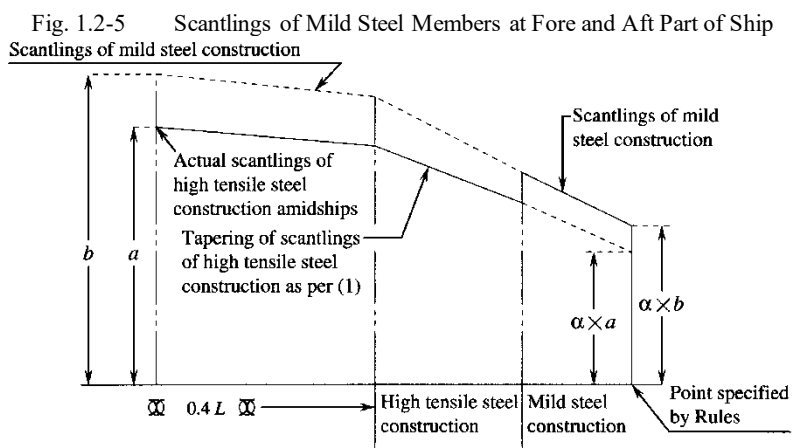 Fig. 1.2-5 Scantlings of Mild Steel Members at Fore and Aft Part of Ship
Scantlings of mild steel construction
Scantlings of mild
steel construction
Actual scantlings of
high tensile steel
construction amidships
Tapering of scantlings
of high tensile steel
construction as per (1)
b
a
α×a
α×b
0.4 L
High tensile steel
construction
Mild steel
construction
Point specified
by Rules